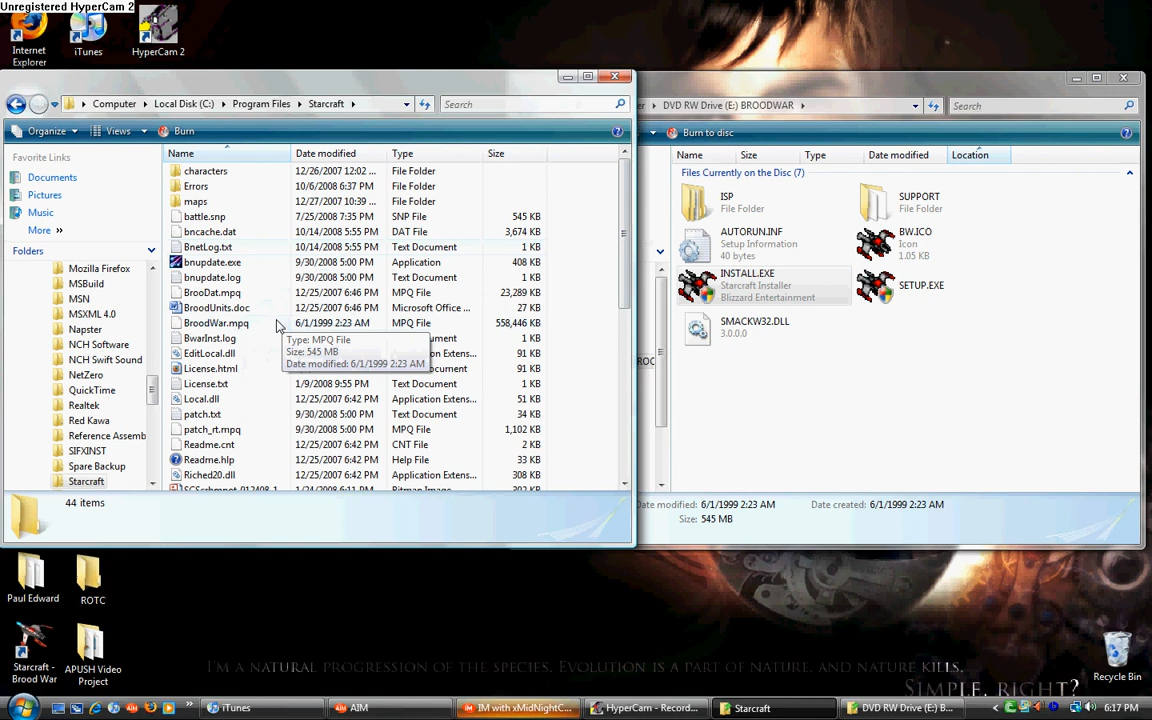 Unregistered HyperCam 2
Internet Explorer
iTunes
HyperCam 2
Computer Local Disk (C:) Program Files Starcraft
Search
DVD RW Drive (E:) BROODWAR
Search
Organize Views Burn
Burn to disc
Favorite Links
Documents
Pictures
Music
More »
Folders
Mozilla Firefox
MSBuild
MSN
MSXML 4.0
Napster
NCH Software
NCH Swift Sound
NetZero
QuickTime
Realtek
Red Kawa
Reference Assemb
SIFXINST
Spare Backup
Starcraft
Name Date modified Type Size
characters 12/26/2007 12:02 ... File Folder
Errors 10/6/2008 6:37 PM File Folder
maps 12/27/2007 10:39 ... File Folder
battle.snp 7/25/2008 7:35 PM SNP File 545 KB
bncache.dat 10/14/2008 5:55 PM DAT File 3,674 KB
BnetLog.txt 10/14/2008 5:55 PM Text Document 1 KB
bnupdate.exe 9/30/2008 5:00 PM Application 408 KB
bnupdate.log 9/30/2008 5:00 PM Text Document 1 KB
BrooDat.mpq 12/25/2007 6:46 PM MPQ File 23,289 KB
BroodUnits.doc 12/25/2007 6:46 PM Microsoft Office ... 27 KB
BroodWar.mpq 6/1/1999 2:23 AM MPQ File 558,446 KB
BwarInst.log ument 1 KB
EditLocal.dll n Extens... 91 KB
License.html 91 KB
License.txt 1/9/2008 9:55 PM Text Document 1 KB
Local.dll 12/25/2007 6:42 PM Application Extens... 51 KB
patch.txt 9/30/2008 5:00 PM Text Document 34 KB
patch_rt.mpq 9/30/2008 5:00 PM MPQ File 1,102 KB
Readme.cnt 12/25/2007 6:42 PM CNT File 2 KB
Readme.hlp 12/25/2007 6:42 PM Help File 33 KB
Riched20.dll 12/25/2007 6:42 PM Application Extens... 308 KB
Type: MPQ File
Size: 545 MB
Date modified: 6/1/1999 2:23 AM
44 items
Name Size Type Date modified Location
Files Currently on the Disc (7)
ISP
File Folder
SUPPORT
File Folder
AUTORUN.INF
Setup Information
40 bytes
BW.ICO
Icon
1.05 KB
INSTALL.EXE
Starcraft Installer
Blizzard Entertainment
SETUP.EXE
SMACKW32.DLL
3.0.0.0
Date modified: 6/1/1999 2:23 AM Date created: 6/1/1999 2:23 AM
Size: 545 MB
Paul Edward
ROTC
Starcraft - Brood War
APUSH Video Project
Recycle Bin
I'M A NATURAL PROGRESSION OF THE SPECIES. EVOLUTION IS A PART OF NATURE, AND NATURE KILLS.
SIMPLE, RIGHT?
iTunes
AIM
IM with xMidNightC...
HyperCam - Record...
Starcraft
DVD RW Drive (E:) B...
6:17 PM